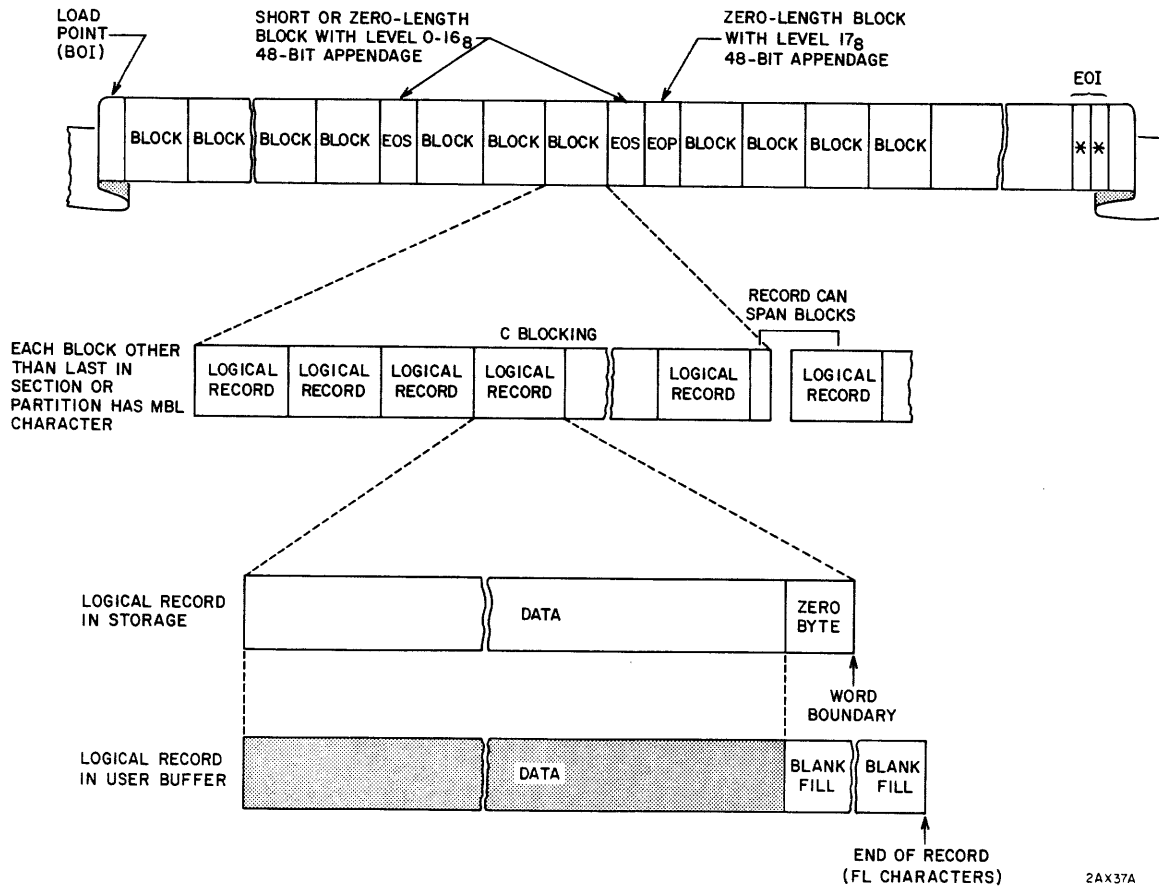 LOAD
POINT
(BOI)
SHORT OR ZERO-LENGTH
BLOCK WITH LEVEL 0-16₈
48-BIT APPENDAGE
ZERO-LENGTH BLOCK
WITH LEVEL 17₈
48-BIT APPENDAGE
EOI
BLOCK BLOCK BLOCK BLOCK EOS BLOCK BLOCK BLOCK EOS EOP BLOCK BLOCK BLOCK BLOCK * *
RECORD CAN
SPAN BLOCKS
C BLOCKING
EACH BLOCK OTHER
THAN LAST IN
SECTION OR
PARTITION HAS MBL
CHARACTER
LOGICAL
RECORD
LOGICAL
RECORD
LOGICAL
RECORD
LOGICAL
RECORD
LOGICAL
RECORD
LOGICAL
RECORD
LOGICAL RECORD
IN STORAGE
DATA
ZERO
BYTE
WORD
BOUNDARY
LOGICAL RECORD
IN USER BUFFER
DATA
BLANK
FILL
BLANK
FILL
END OF RECORD
(FL CHARACTERS)
2AX37A